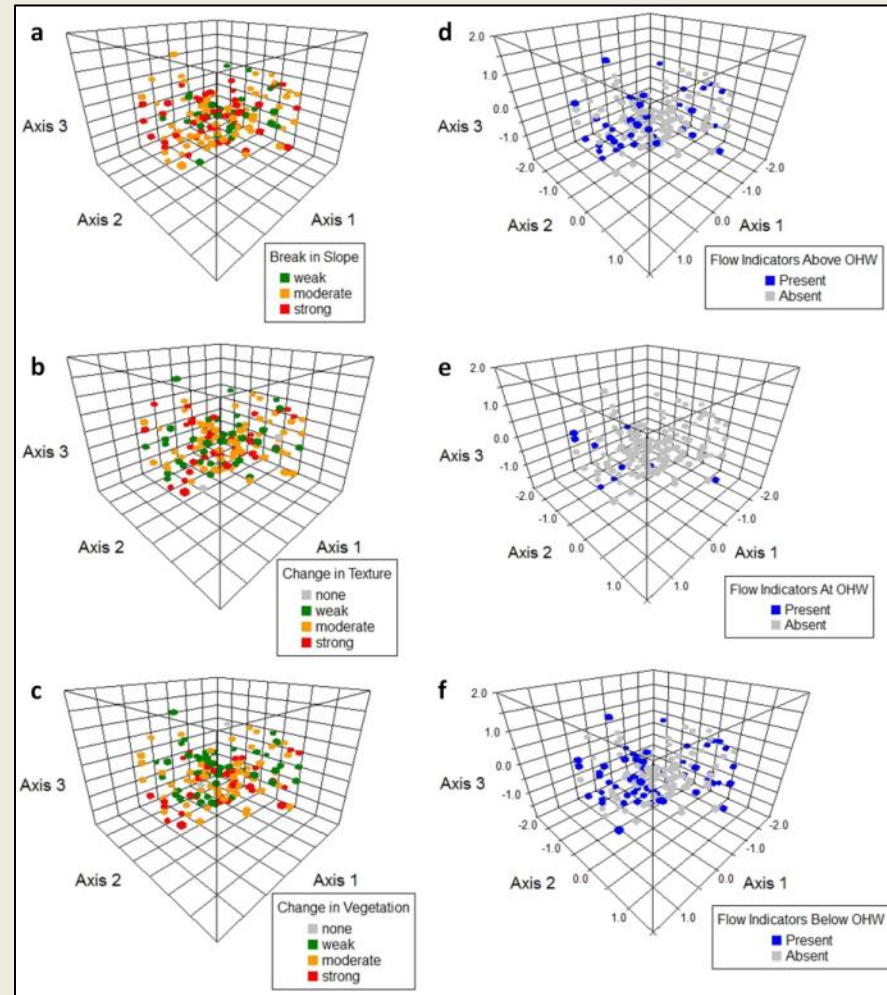 a
Axis 3
Axis 2
Axis 1
Break in Slope
weak
moderate
strong
b
Axis 3
Axis 2
Axis 1
Change in Texture
none
weak
moderate
strong
c
Axis 3
Axis 2
Axis 1
Change in Vegetation
none
weak
moderate
strong
d
2.0
1.0
0.0
-1.0
Axis 3
-2.0
-1.0
0.0
1.0
Axis 2
-2.0
-1.0
0.0
1.0
Axis 1
Flow Indicators Above OHW
Present
Absent
e
2.0
1.0
0.0
-1.0
Axis 3
-2.0
-1.0
0.0
1.0
Axis 2
-2.0
-1.0
0.0
1.0
Axis 1
Flow Indicators At OHW
Present
Absent
f
2.0
1.0
0.0
-1.0
Axis 3
-2.0
-1.0
0.0
1.0
Axis 2
-2.0
-1.0
0.0
1.0
Axis 1
Flow Indicators Below OHW
Present
Absent